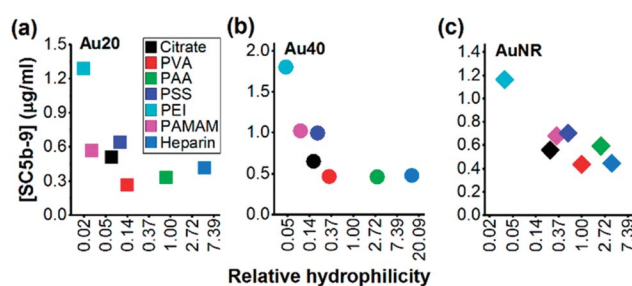 (a)
Au20
Citrate
PVA
PAA
PSS
PEI
PAMAM
Heparin
[SC5b-9] (µg/ml)
1.5
1.2
0.9
0.6
0.3
0.0
0.02
0.05
0.14
0.37
1.00
2.72
7.39
(b)
Au40
2.0
1.5
1.0
0.5
0.0
0.05
0.14
0.37
1.00
2.72
7.39
20.09
(c)
AuNR
1.4
1.2
1.0
0.8
0.6
0.4
0.2
0.0
0.02
0.05
0.14
0.37
1.00
2.72
7.39
Relative hydrophilicity